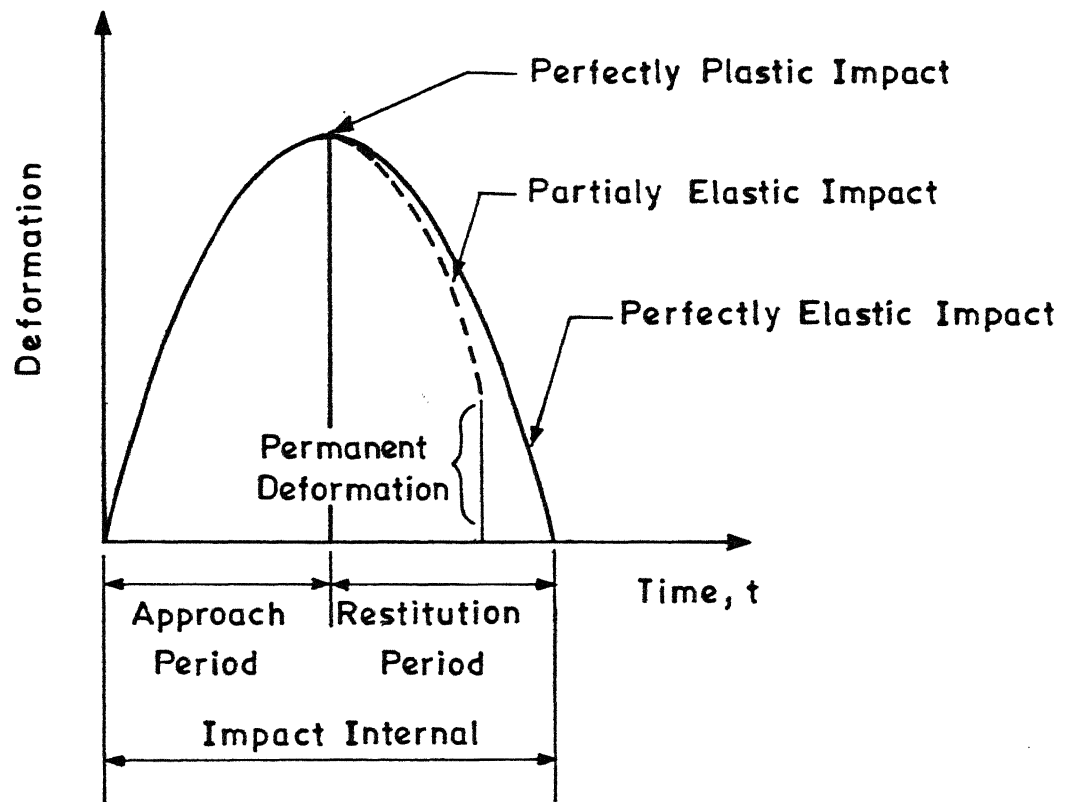 Perfectly Plastic Impact
Partialy Elastic Impact
Perfectly Elastic Impact
Deformation
Permanent
Deformation
Time, t
Approach
Period
Restitution
Period
Impact Internal